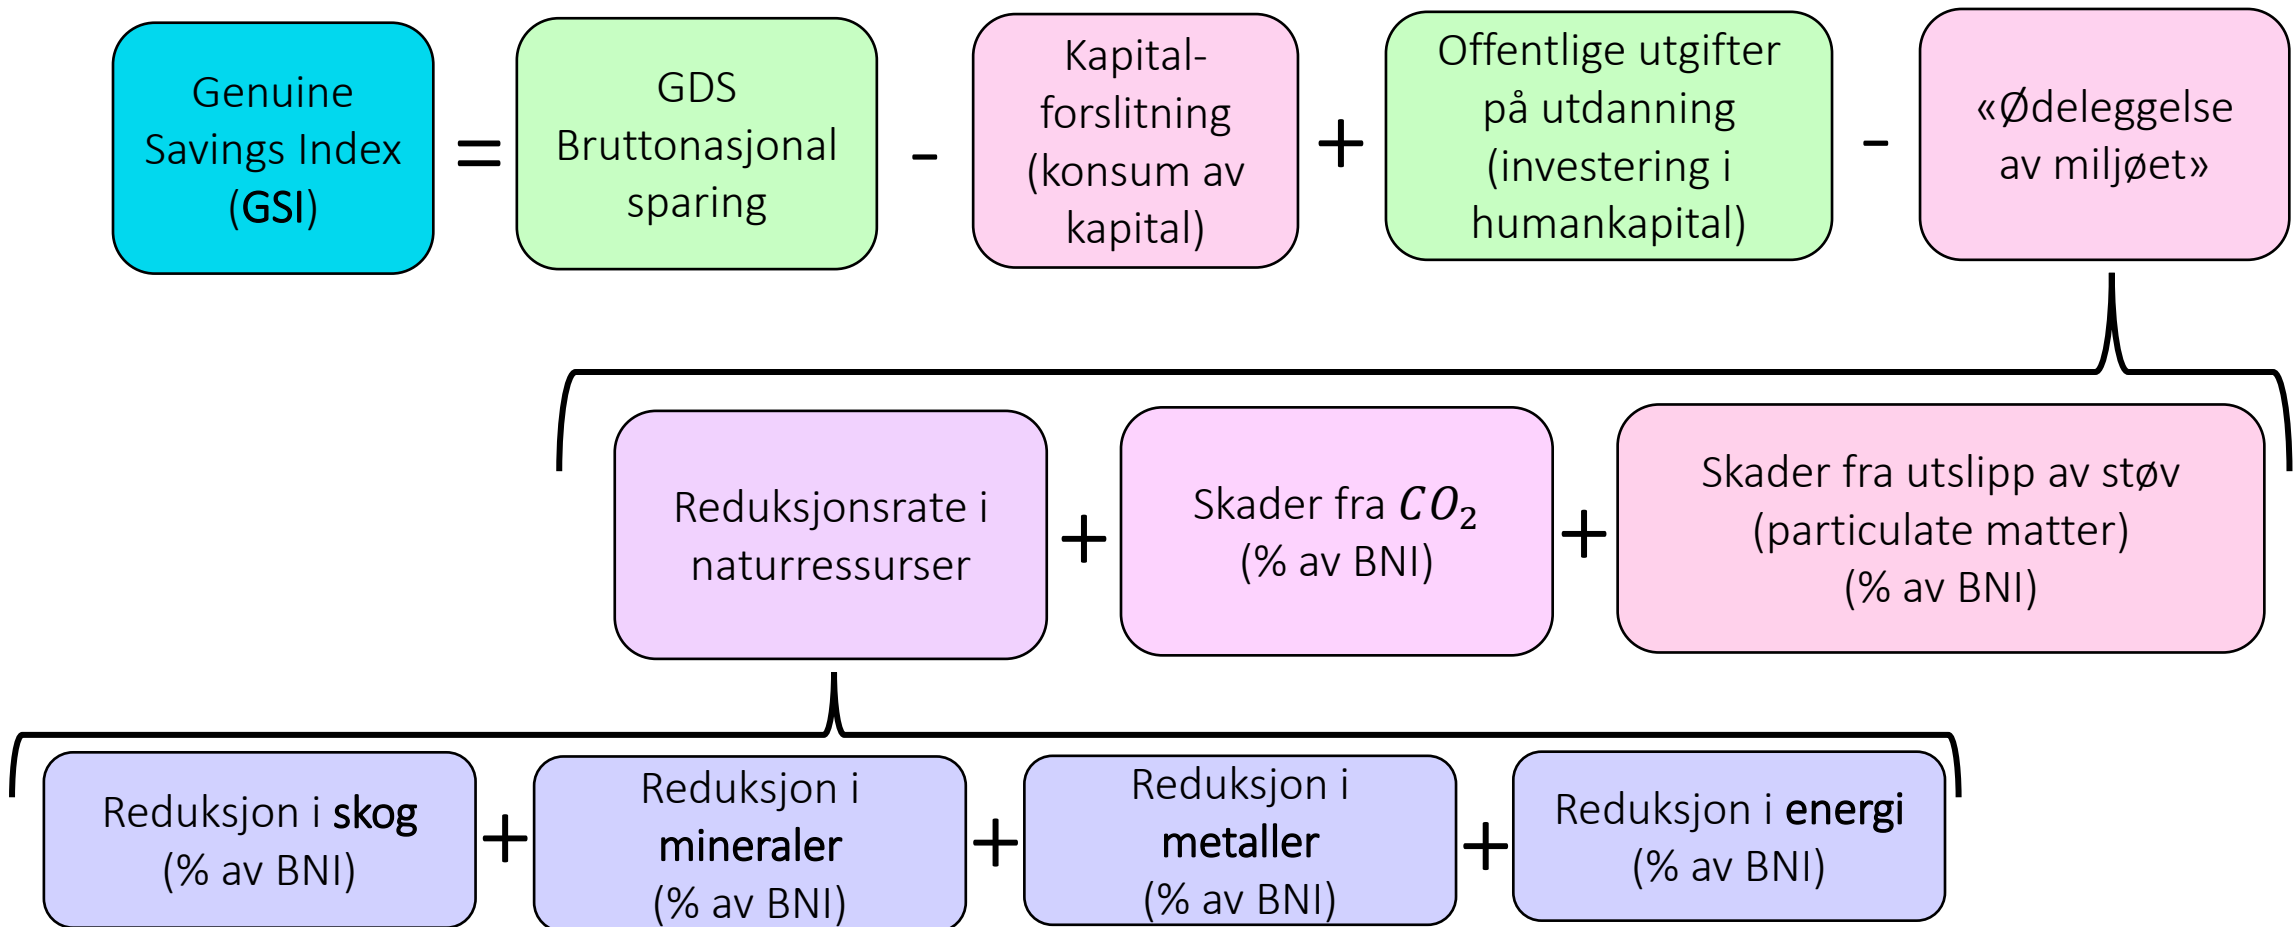 Genuine
Savings Index
(GSI)
=
GDS
Bruttonasjonal
sparing
-
Kapital-
forslitning
(konsum av
kapital)
+
Offentlige utgifter
på utdanning
(investering i
humankapital)
-
«Ødeleggelse
av miljøet»
Reduksjonsrate i
naturressurser
+
Skader fra CO₂
(% av BNI)
+
Skader fra utslipp av støv
(particulate matter)
(% av BNI)
Reduksjon i skog
(% av BNI)
+
Reduksjon i
mineraler
(% av BNI)
+
Reduksjon i
metaller
(% av BNI)
+
Reduksjon i energi
(% av BNI)